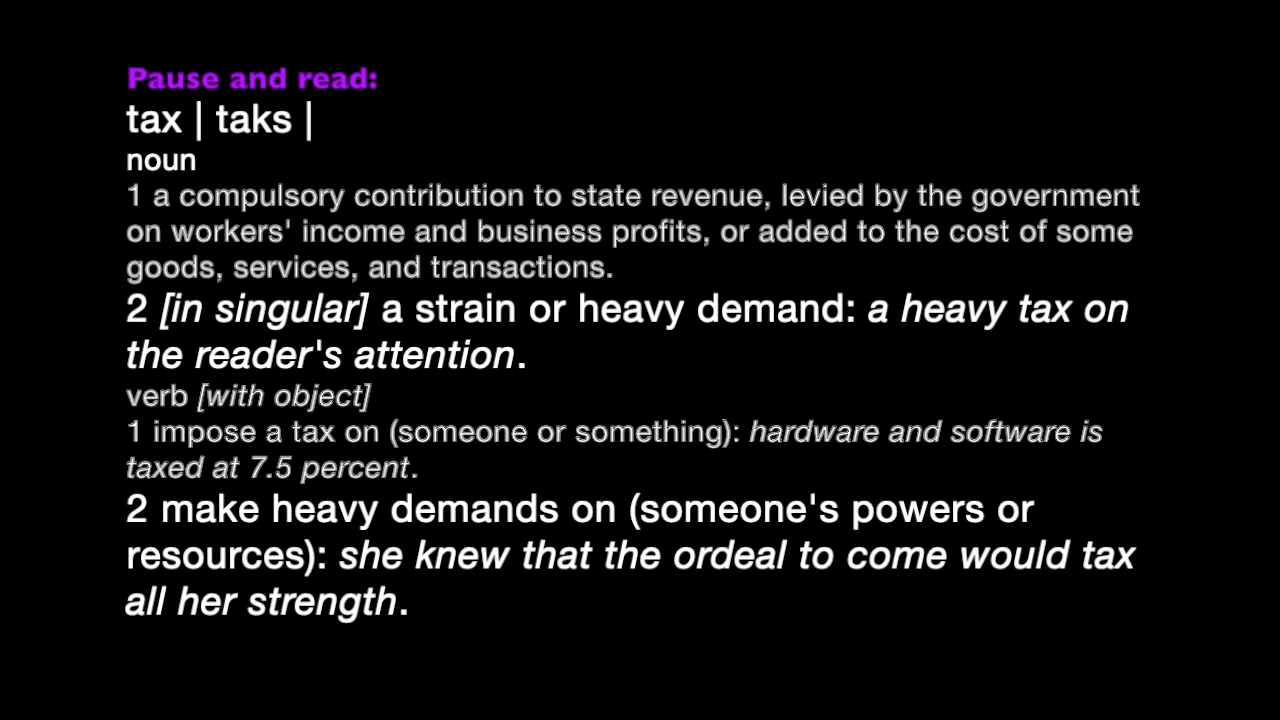 Pause and read:
tax | taks |
noun
1 a compulsory contribution to state revenue, levied by the government
on workers' income and business profits, or added to the cost of some
goods, services, and transactions.
2 [in singular] a strain or heavy demand: a heavy tax on
the reader's attention.
verb [with object]
1 impose a tax on (someone or something): hardware and software is
taxed at 7.5 percent.
2 make heavy demands on (someone's powers or
resources): she knew that the ordeal to come would tax
all her strength.